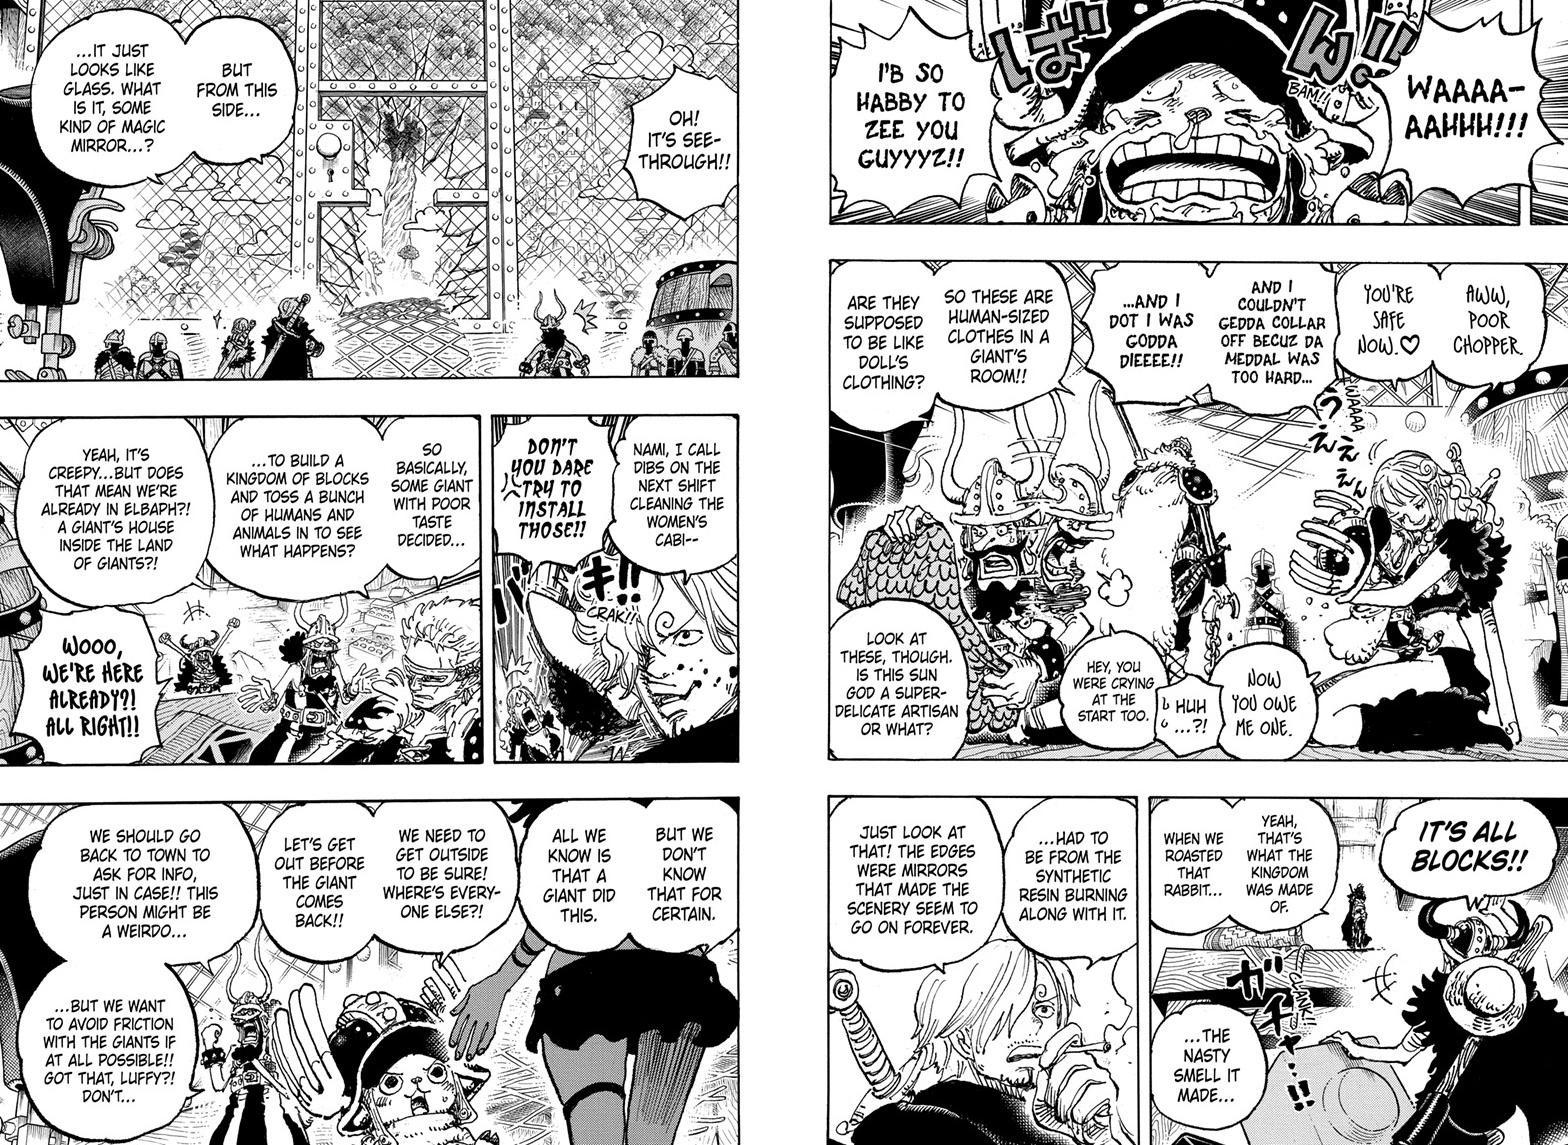 WAAAA-
AAHHH!!!
ばん!!
BAM!!
I'B SO
HABBY TO
ZEE YOU
GUYYYZ!!
AWW,
POOR
CHOPPER.
YOU'RE
SAFE
NOW.♡
WAAAA
うえええん
AND I
COULDN'T
GEDDA COLLAR
OFF BECUZ DA
MEDDAL WAS
TOO HARD...
...AND I
DOT I WAS
GODDA
DIEEEE!!
SO THESE ARE
HUMAN-SIZED
CLOTHES IN A
GIANT'S
ROOM!!
ARE THEY
SUPPOSED
TO BE LIKE
DOLL'S
CLOTHING?
NOW
YOU OWE
ME ONE.
HUH
...?!
HEY, YOU
WERE CRYING
AT THE
START TOO.
LOOK AT
THESE, THOUGH.
IS THIS SUN
GOD A SUPER-
DELICATE ARTISAN
OR WHAT?
IT'S ALL
BLOCKS!!
YEAH,
THAT'S
WHAT THE
KINGDOM
WAS MADE
OF.
WHEN WE
ROASTED
THAT
RABBIT...
CLANK!
ガチャ!!
...THE
NASTY
SMELL IT
MADE...
...HAD TO
BE FROM THE
SYNTHETIC
RESIN BURNING
ALONG WITH IT.
JUST LOOK AT
THAT! THE EDGES
WERE MIRRORS
THAT MADE THE
SCENERY SEEM TO
GO ON FOREVER.
OH!
IT'S SEE-
THROUGH!!
BUT
FROM THIS
SIDE...
...IT JUST
LOOKS LIKE
GLASS. WHAT
IS IT, SOME
KIND OF MAGIC
MIRROR...?
NAMI, I CALL
DIBS ON THE
NEXT SHIFT
CLEANING THE
WOMEN'S
CABI--
DON'T
YOU DARE
TRY TO
INSTALL
THOSE!!
バキ!!
CRAK!!
SO
BASICALLY,
SOME GIANT
WITH POOR
TASTE
DECIDED...
...TO BUILD A
KINGDOM OF BLOCKS
AND TOSS A BUNCH
OF HUMANS AND
ANIMALS IN TO SEE
WHAT HAPPENS?
YEAH, IT'S
CREEPY...BUT DOES
THAT MEAN WE'RE
ALREADY IN ELBAPH?!
A GIANT'S HOUSE
INSIDE THE LAND
OF GIANTS?!
WOOO,
WE'RE HERE
ALREADY?!
ALL RIGHT!!
BUT WE
DON'T
KNOW
THAT FOR
CERTAIN.
ALL WE
KNOW IS
THAT A
GIANT DID
THIS.
WE NEED TO
GET OUTSIDE
TO BE SURE!
WHERE'S EVERY-
ONE ELSE?!
LET'S GET
OUT BEFORE
THE GIANT
COMES
BACK!!
WE SHOULD GO
BACK TO TOWN TO
ASK FOR INFO,
JUST IN CASE!! THIS
PERSON MIGHT BE
A WEIRDO...
...BUT WE WANT
TO AVOID FRICTION
WITH THE GIANTS IF
AT ALL POSSIBLE!!
GOT THAT, LUFFY?!
DON'T...